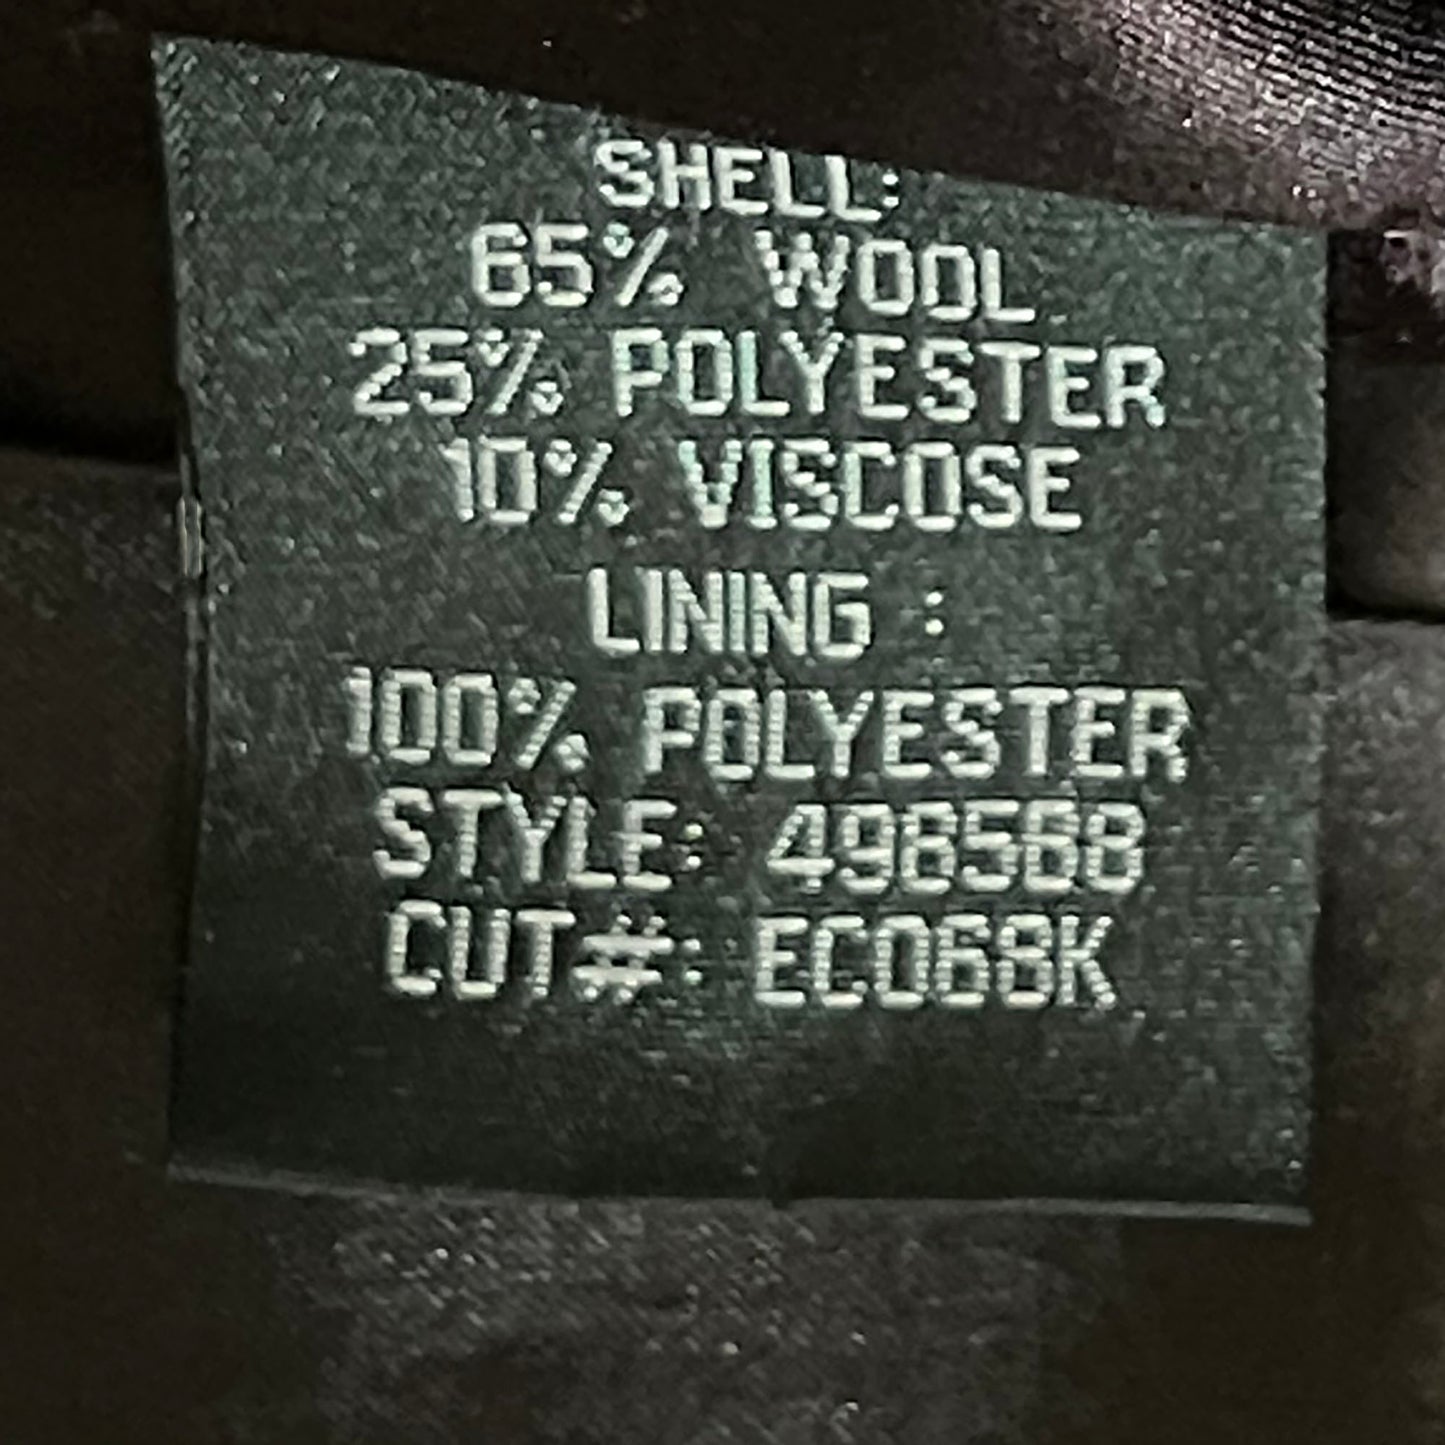 SHELL:
65% WOOL
25% POLYESTER
10% VISCOSE
LINING :
100% POLYESTER
STYLE: 498568
CUT#: EC068K